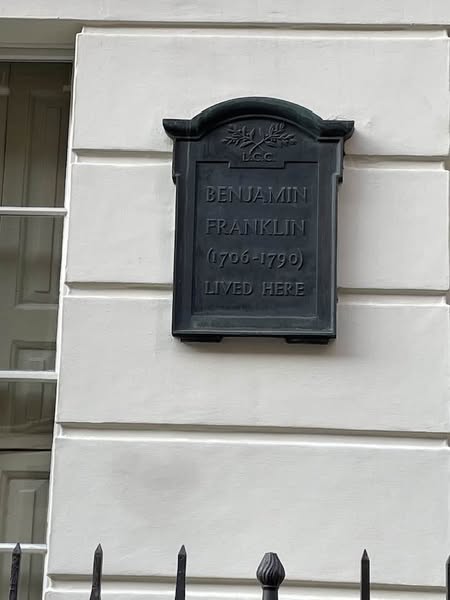 L.C.C.
BENJAMIN
FRANKLIN
(1706-1790)
LIVED HERE